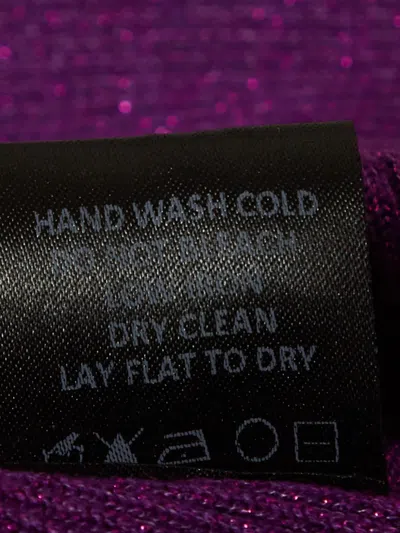 HAND WASH COLD
DO NOT BLEACH
LOW IRON
DRY CLEAN
LAY FLAT TO DRY